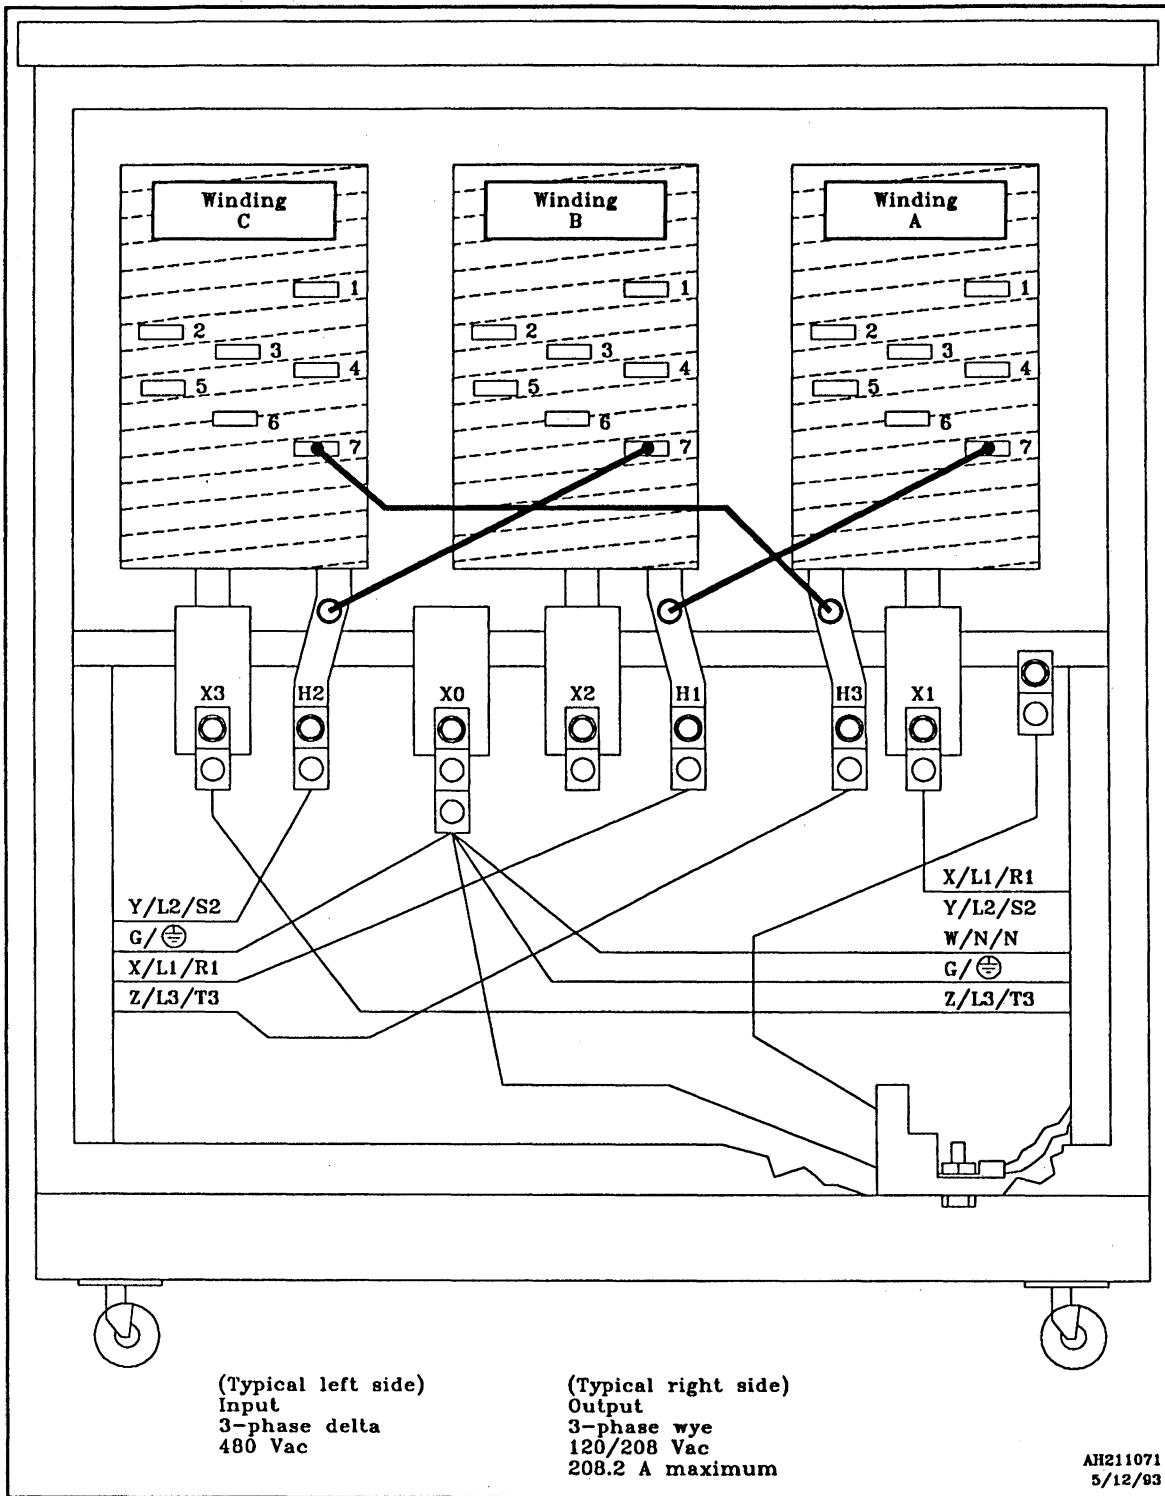 Winding
C
Winding
B
Winding
A
1
2
3
4
5
6
7
1
2
3
4
5
6
7
1
2
3
4
5
6
7
X3
H2
X0
X2
H1
H3
X1
Y/L2/S2
G/⏚
X/L1/R1
Z/L3/T3
X/L1/R1
Y/L2/S2
W/N/N
G/⏚
Z/L3/T3
(Typical left side)
Input
3-phase delta
480 Vac
(Typical right side)
Output
3-phase wye
120/208 Vac
208.2 A maximum
AH211071
5/12/93